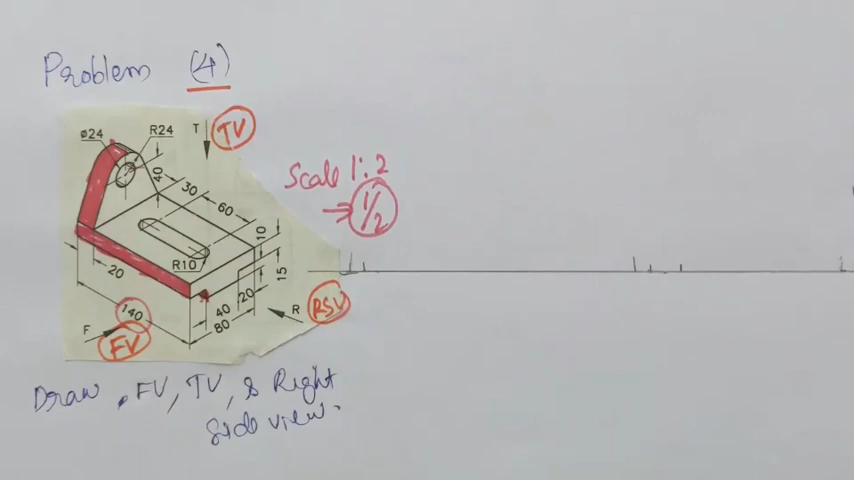 Problem (4)
T
TV
ø24
R24
40
30
60
Scale 1:2
1/2
10
15
R10
20
20
40
80
140
R
RSV
F
FV
Draw, FV, TV, & Right
side view.